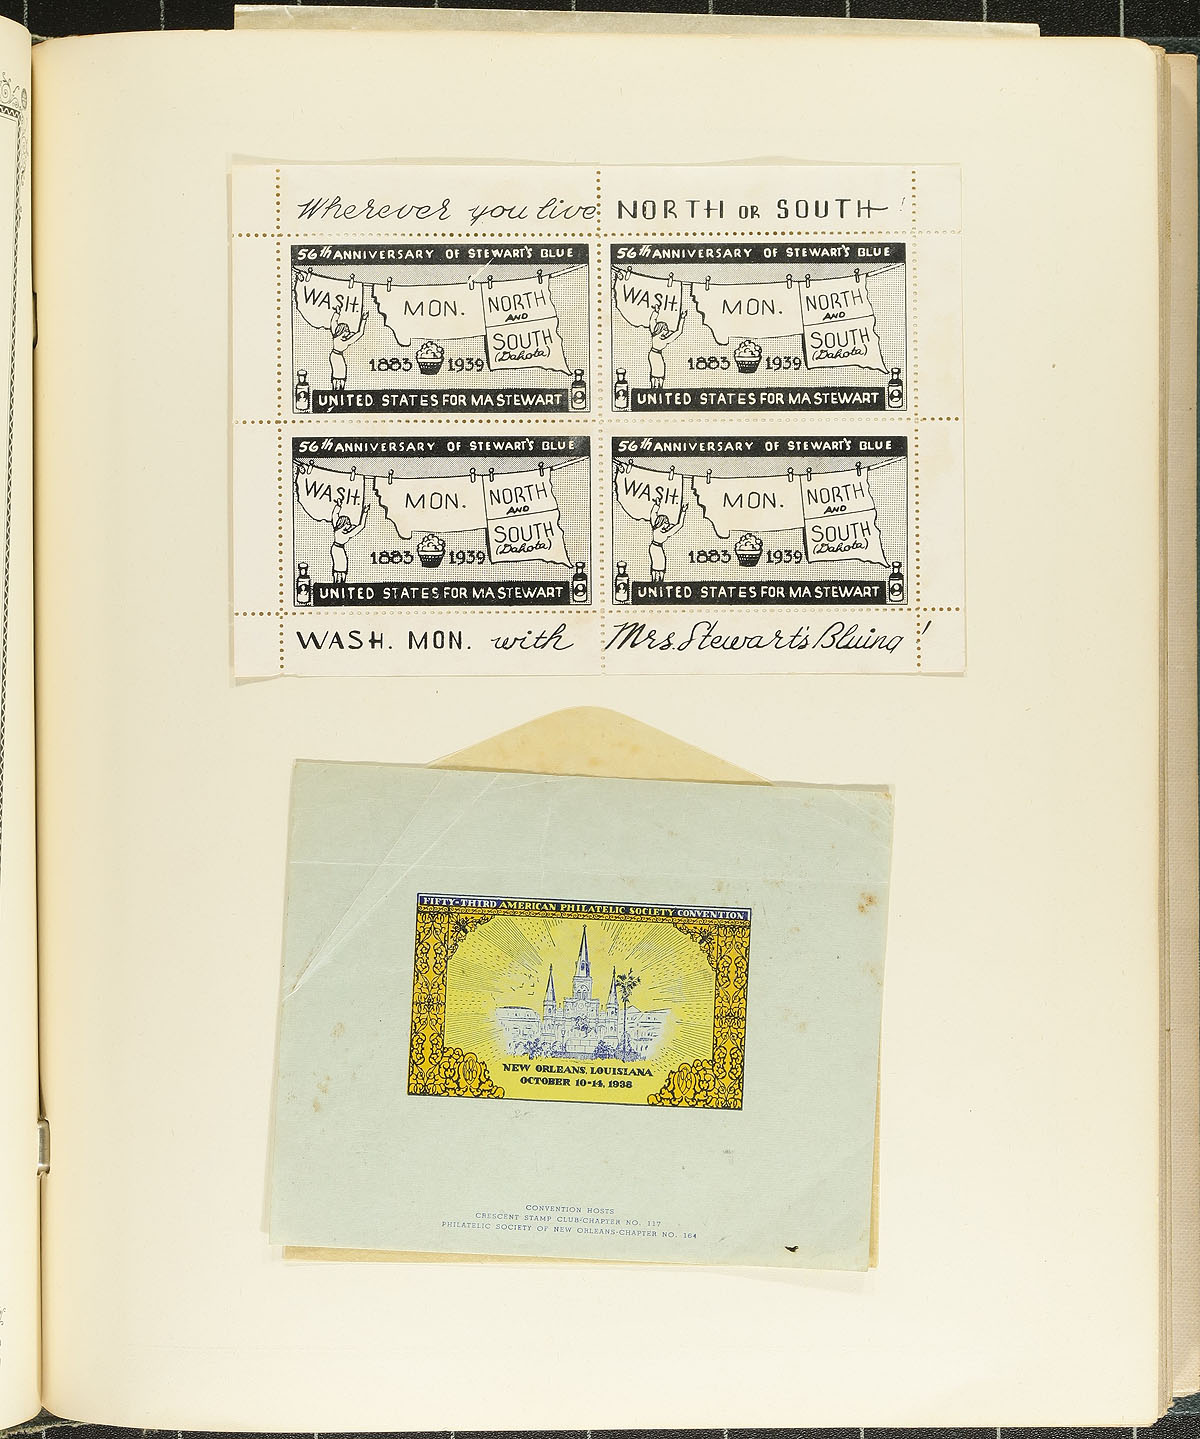 Wherever you live NORTH OR SOUTH!
56th ANNIVERSARY OF STEWART'S BLUE
WASH.
MON.
NORTH
AND
SOUTH
(Dakota)
1883 1939
UNITED STATES FOR MA STEWART
56th ANNIVERSARY OF STEWART'S BLUE
WASH.
MON.
NORTH
AND
SOUTH
(Dakota)
1883 1939
UNITED STATES FOR MA STEWART
56th ANNIVERSARY OF STEWART'S BLUE
WASH.
MON.
NORTH
AND
SOUTH
(Dakota)
1883 1939
UNITED STATES FOR MA STEWART
56th ANNIVERSARY OF STEWART'S BLUE
WASH.
MON.
NORTH
AND
SOUTH
(Dakota)
1883 1939
UNITED STATES FOR MA STEWART
WASH. MON. with Mrs. Stewart's Bluing!
FIFTY-THIRD AMERICAN PHILATELIC SOCIETY CONVENTION
NEW ORLEANS, LOUISIANA
OCTOBER 10-14, 1938
CONVENTION HOSTS
CRESCENT STAMP CLUB-CHAPTER NO. 117
PHILATELIC SOCIETY OF NEW ORLEANS-CHAPTER NO. 164